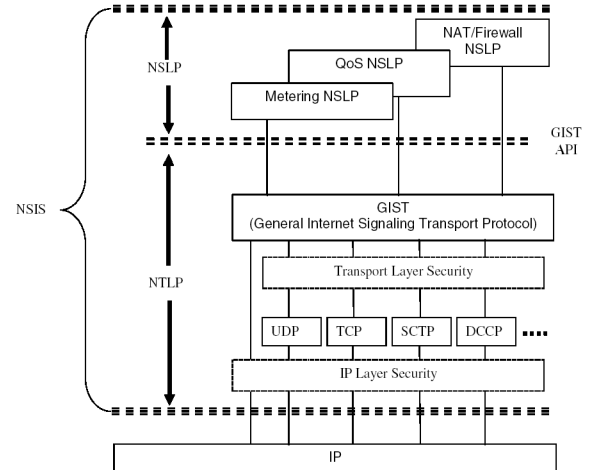 NAT/Firewall
NSLP
QoS NSLP
NSLP
Metering NSLP
GIST
API
NSIS
GIST
(General Internet Signaling Transport Protocol)
Transport Layer Security
NTLP
UDP
TCP
SCTP
DCCP
IP Layer Security
IP